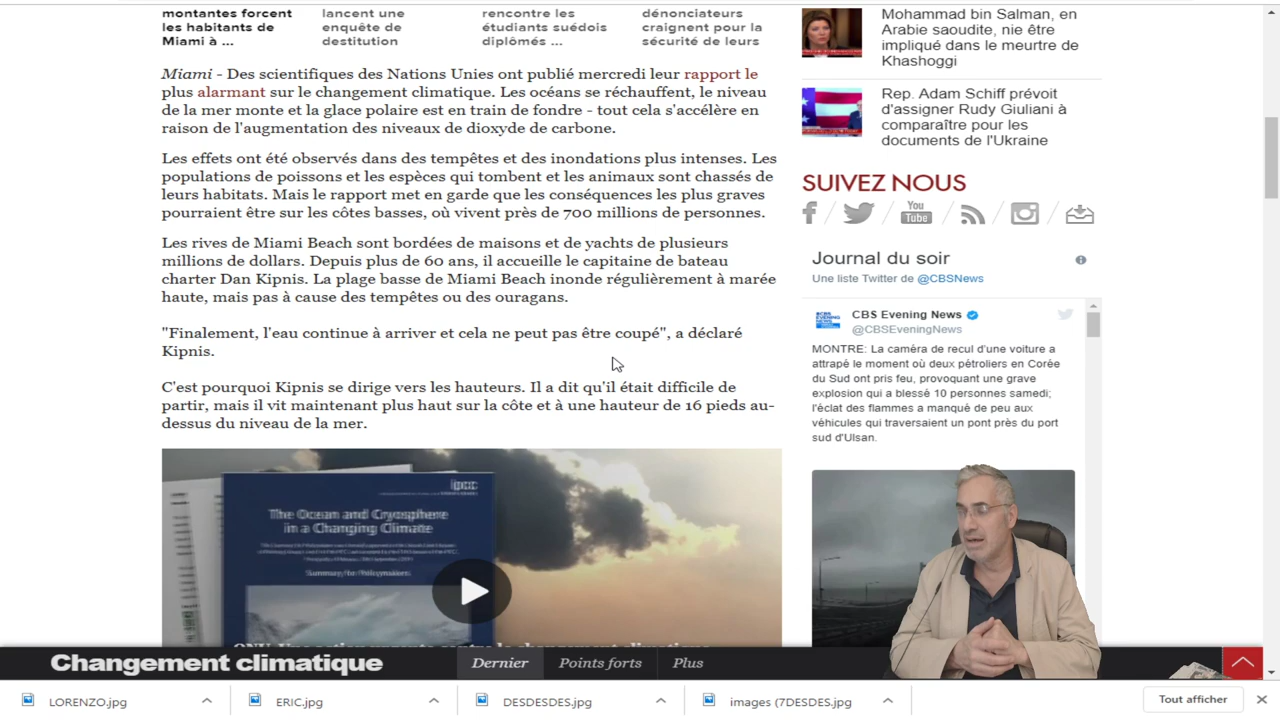 montantes forcent
les habitants de
Miami à ...
lancent une
enquête de
destitution
rencontre les
étudiants suédois
diplômés ...
dénonciateurs
craignent pour la
sécurité de leurs
Miami - Des scientifiques des Nations Unies ont publié mercredi leur rapport le
plus alarmant sur le changement climatique. Les océans se réchauffent, le niveau
de la mer monte et la glace polaire est en train de fondre - tout cela s'accélère en
raison de l'augmentation des niveaux de dioxyde de carbone.
Les effets ont été observés dans des tempêtes et des inondations plus intenses. Les
populations de poissons et les espèces qui tombent et les animaux sont chassés de
leurs habitats. Mais le rapport met en garde que les conséquences les plus graves
pourraient être sur les côtes basses, où vivent près de 700 millions de personnes.
Les rives de Miami Beach sont bordées de maisons et de yachts de plusieurs
millions de dollars. Depuis plus de 60 ans, il accueille le capitaine de bateau
charter Dan Kipnis. La plage basse de Miami Beach inonde régulièrement à marée
haute, mais pas à cause des tempêtes ou des ouragans.
"Finalement, l'eau continue à arriver et cela ne peut pas être coupé", a déclaré
Kipnis.
C'est pourquoi Kipnis se dirige vers les hauteurs. Il a dit qu'il était difficile de
partir, mais il vit maintenant plus haut sur la côte et à une hauteur de 16 pieds au-
dessus du niveau de la mer.
ipcc
The Ocean and Cryosphere
in a Changing Climate
Summary for Policymakers
Mohammad bin Salman, en
Arabie saoudite, nie être
impliqué dans le meurtre de
Khashoggi
Rep. Adam Schiff prévoit
d'assigner Rudy Giuliani à
comparaître pour les
documents de l'Ukraine
SUIVEZ NOUS
You
Tube
Journal du soir
Une liste Twitter de @CBSNews
CBS EVENING NEWS
CBS Evening News
@CBSEveningNews
MONTRE: La caméra de recul d'une voiture a
attrapé le moment où deux pétroliers en Corée
du Sud ont pris feu, provoquant une grave
explosion qui a blessé 10 personnes samedi;
l'éclat des flammes a manqué de peu aux
véhicules qui traversaient un pont près du port
sud d'Ulsan.
Changement climatique
Dernier
Points forts
Plus
LORENZO.jpg
ERIC.jpg
DESDESDES.jpg
images (7DESDES.jpg
Tout afficher